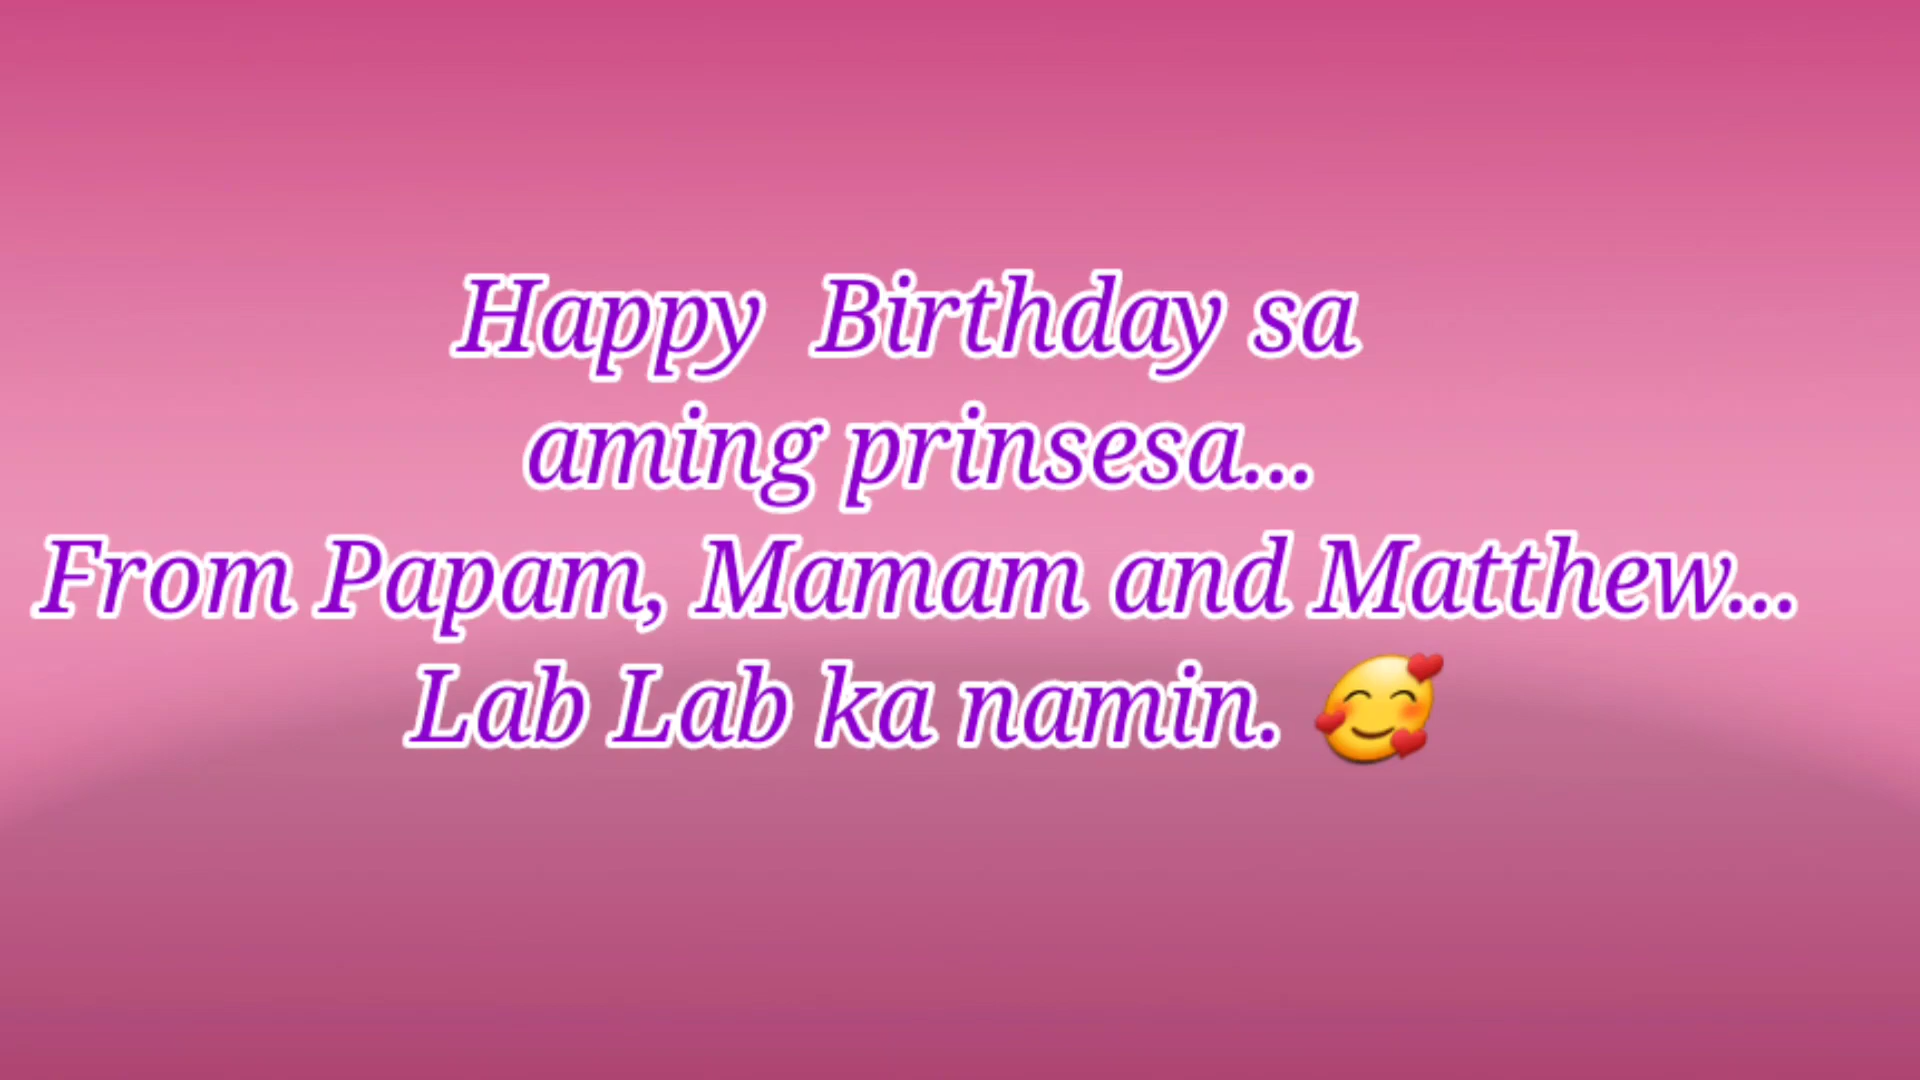 Happy  Birthday sa
aming prinsesa...
From Papam, Mamam and Matthew...
Lab Lab ka namin. 🥰